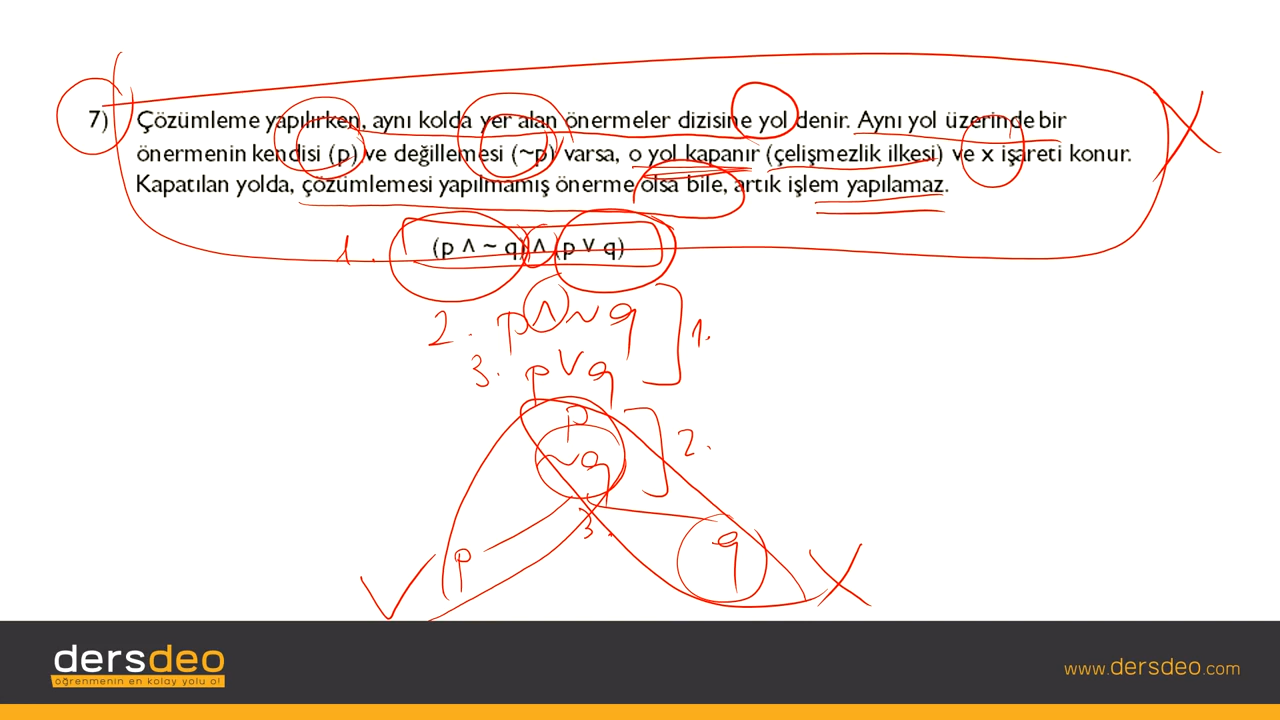 7) Çözümleme yapılırken, aynı kolda yer alan önermeler dizisine yol denir. Aynı yol üzerinde bir
önermenin kendisi (p) ve değillemesi (~p) varsa, o yol kapanır (çelişmezlik ilkesi) ve x işareti konur.
Kapatılan yolda, çözümlemesi yapılmamış önerme olsa bile, artık işlem yapılamaz.
1. (p ∧ ~ q) ∧ (p ∨ q)
2. p ∧ ~ q
3. p ∨ q
1.
p
~ q
2.
3.
p
q
dersdeo
öğrenmenin en kolay yolu o!
www.dersdeo.com